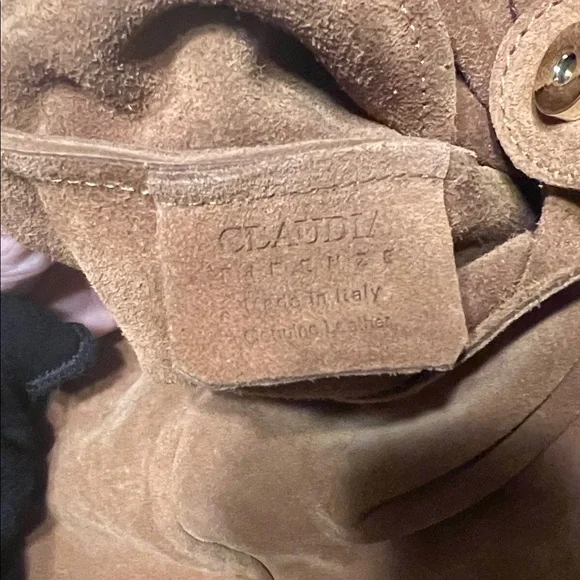 CLAUDIA
FIRENZE
Made in Italy
Genuine Leather